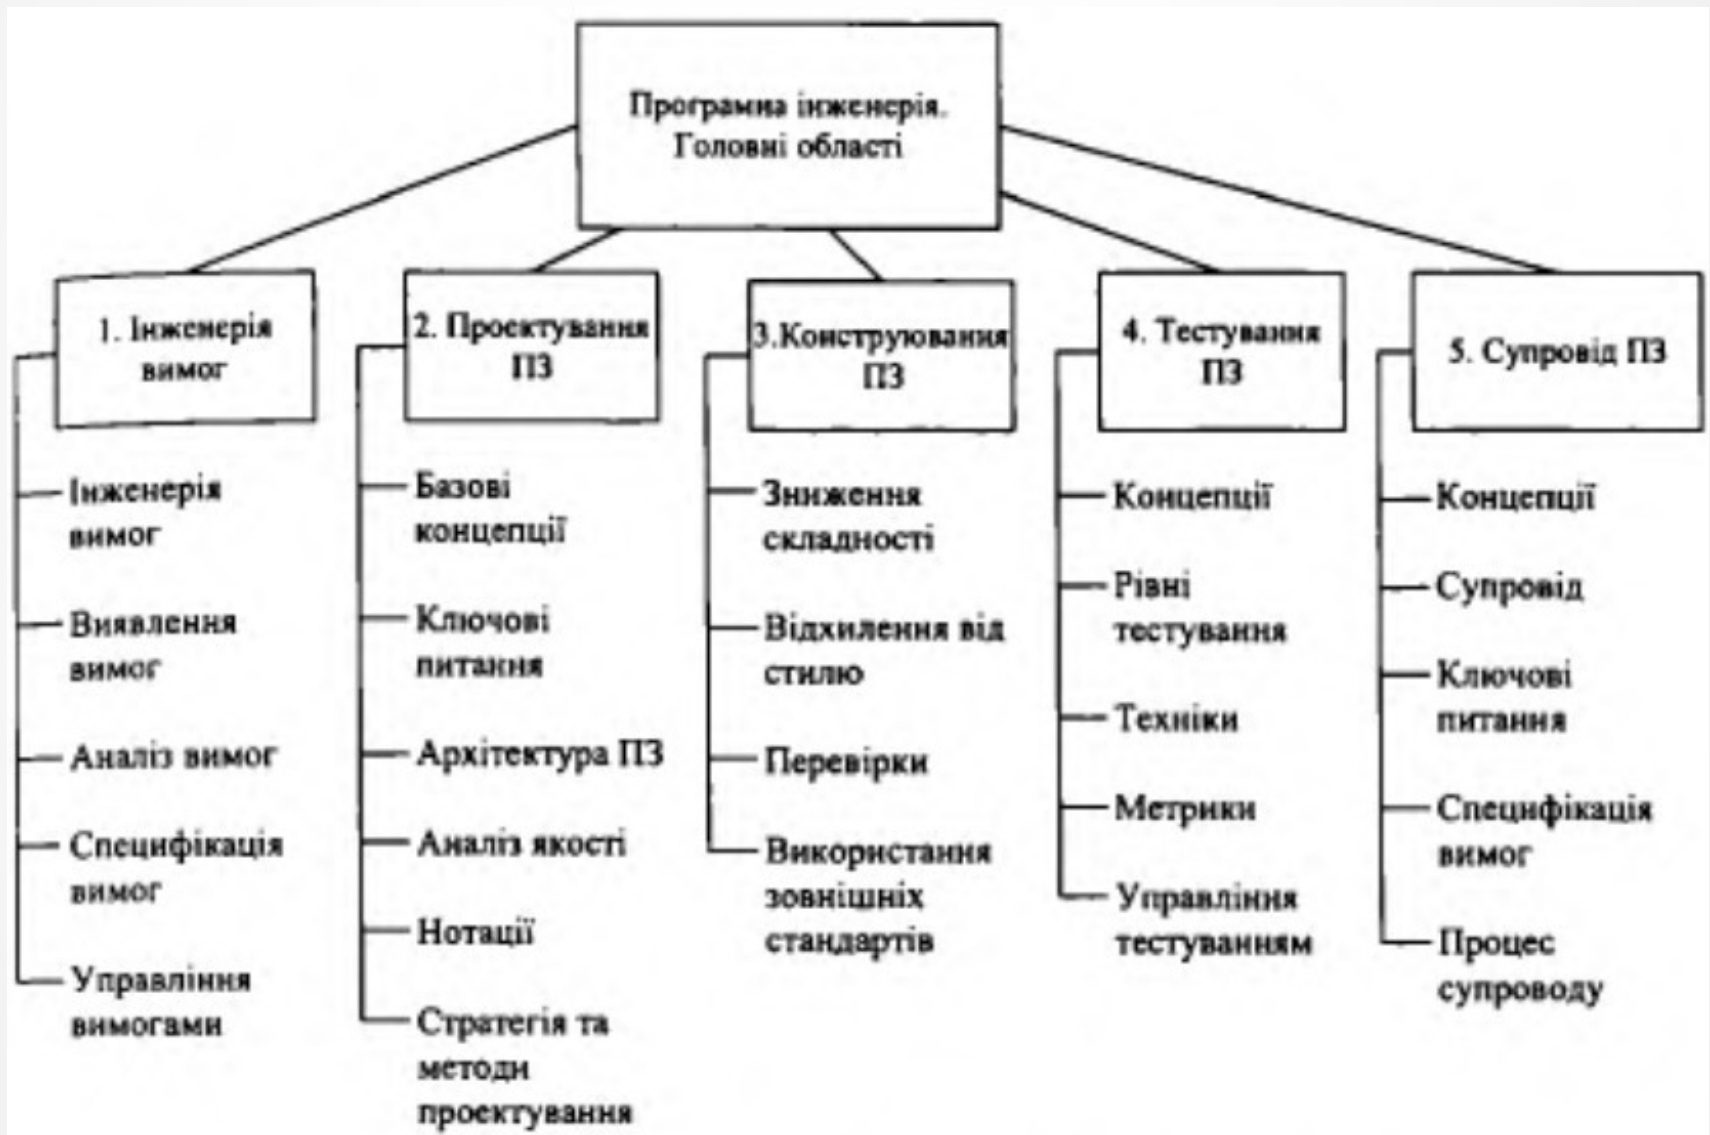 Програмна інженерія.
Головні області
1. Інженерія
вимог
Інженерія
вимог
Виявлення
вимог
Аналіз вимог
Специфікація
вимог
Управління
вимогами
2. Проектування
ПЗ
Базові
концепції
Ключові
питання
Архітектура ПЗ
Аналіз якості
Нотації
Стратегія та
методи
проектування
3.Конструювання
ПЗ
Зниження
складності
Відхилення від
стилю
Перевірки
Використання
зовнішніх
стандартів
4. Тестування
ПЗ
Концепції
Рівні
тестування
Техніки
Метрики
Управління
тестуванням
5. Супровід ПЗ
Концепції
Супровід
Ключові
питання
Специфікація
вимог
Процес
супроводу